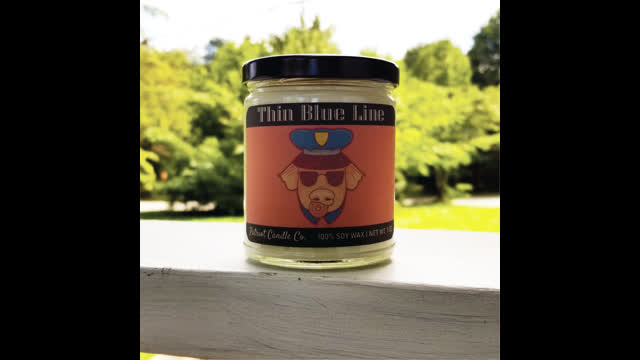 Thin Blue Line
Patriot Candle Co. 100% SOY WAX | NET WT